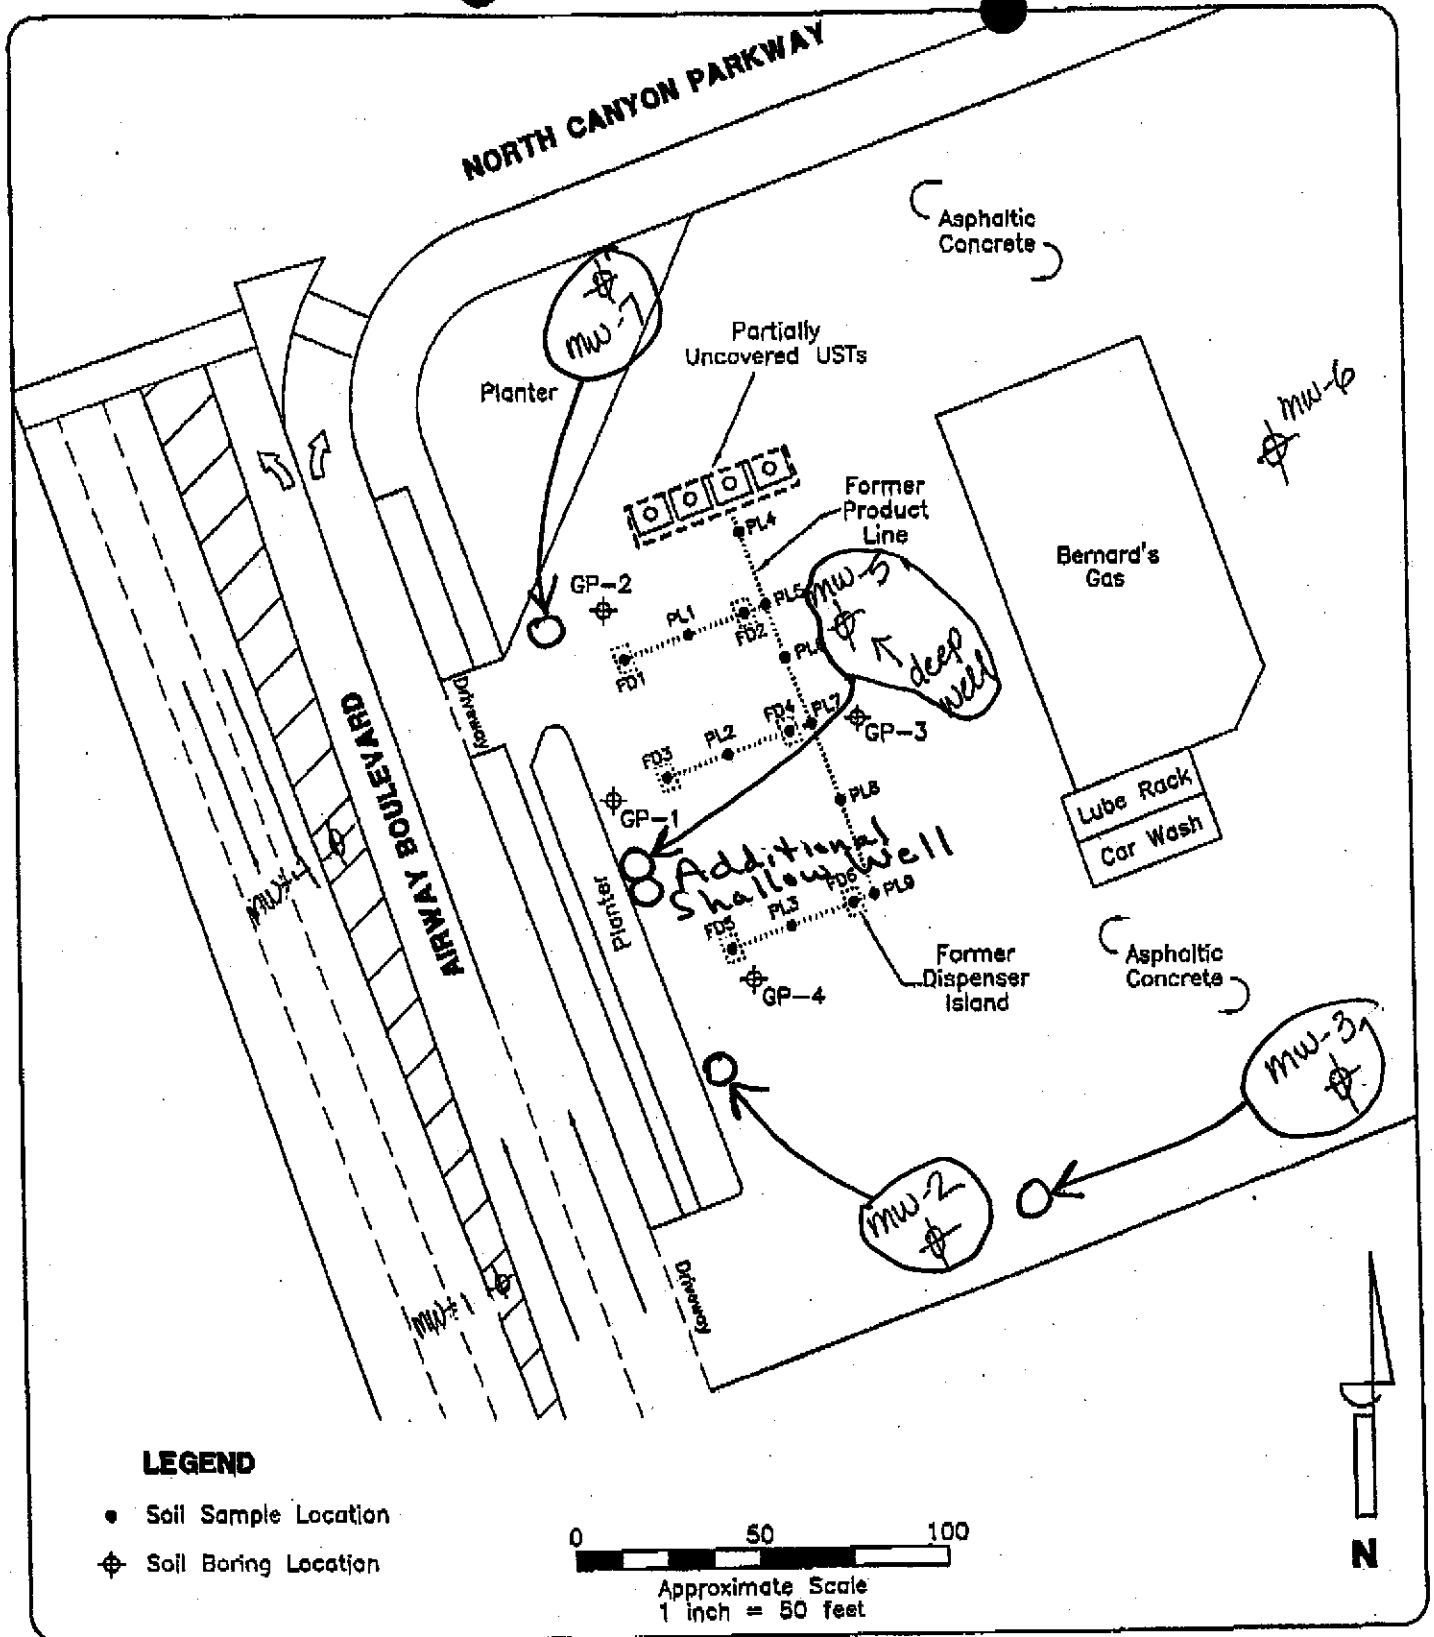 NORTH CANYON PARKWAY
Asphaltic
Concrete
MW-7
Partially
Uncovered USTs
Planter
MW-6
Former
Product
Line
PL4
Bernard's
Gas
GP-2
MW-5
PL5
PL1
FD2
deep
well
FD1
Driveway
FD4
PL7
GP-3
PL2
FD3
AIRWAY BOULEVARD
PL8
Lube Rack
GP-1
Car Wash
Additional
Shallow Well
FD6
PL9
Planter
PL3
FD5
Former
Dispenser
Island
Asphaltic
Concrete
GP-4
MW-3
MW-2
Driveway
LEGEND
Soil Sample Location
Soil Boring Location
0 50 100
Approximate Scale
1 inch = 50 feet
N